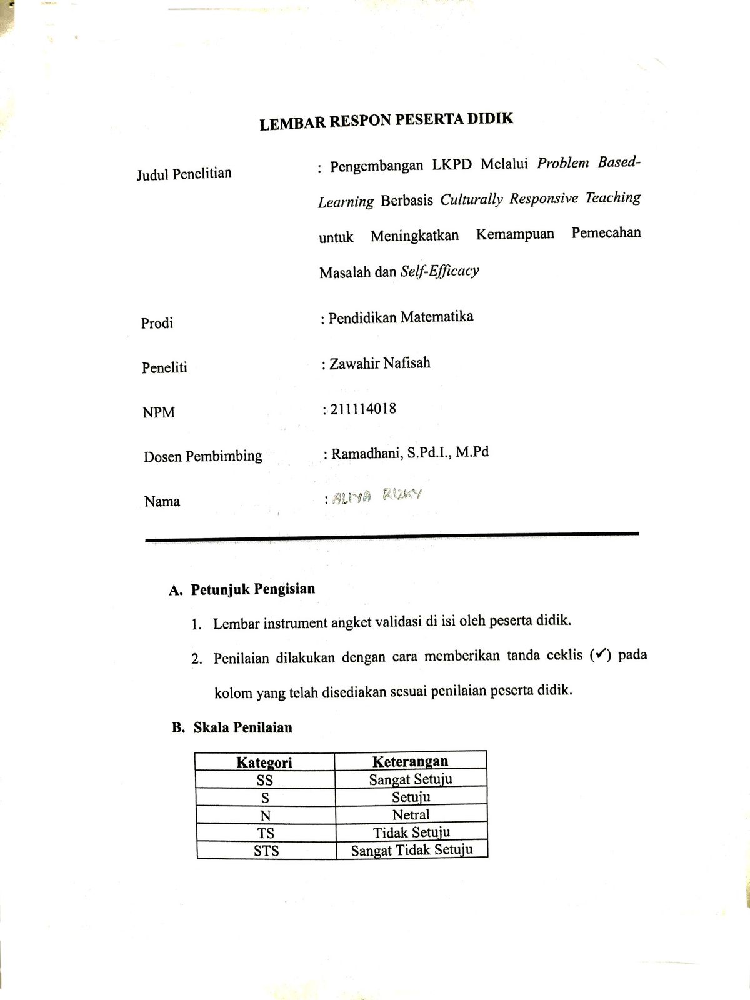 LEMBAR RESPON PESERTA DIDIK
Judul Penelitian : Pengembangan LKPD Melalui Problem Based-
Learning Berbasis Culturally Responsive Teaching
untuk Meningkatkan Kemampuan Pemecahan
Masalah dan Self-Efficacy
Prodi : Pendidikan Matematika
Peneliti : Zawahir Nafisah
NPM : 211114018
Dosen Pembimbing : Ramadhani, S.Pd.I., M.Pd
Nama : ALIYA RIZKY
A. Petunjuk Pengisian
1. Lembar instrument angket validasi di isi oleh peserta didik.
2. Penilaian dilakukan dengan cara memberikan tanda ceklis (✓) pada
kolom yang telah disediakan sesuai penilaian peserta didik.
B. Skala Penilaian
Kategori Keterangan
SS Sangat Setuju
S Setuju
N Netral
TS Tidak Setuju
STS Sangat Tidak Setuju